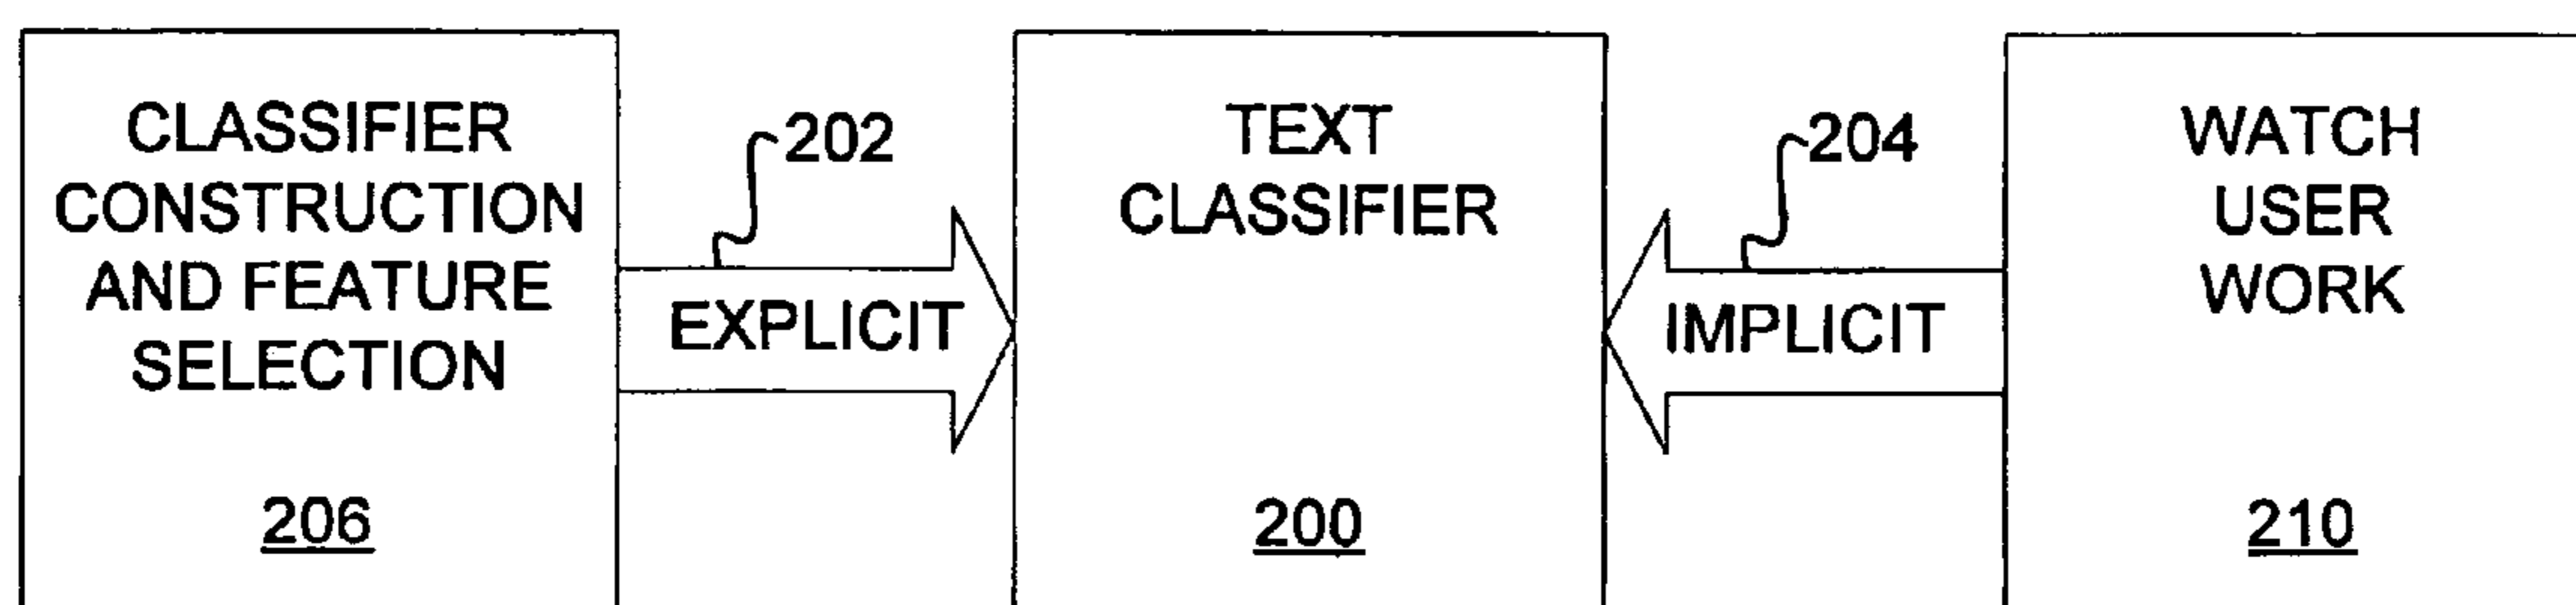 CLASSIFIER
CONSTRUCTION
AND FEATURE
SELECTION
206
202
EXPLICIT
TEXT
CLASSIFIER
200
204
IMPLICIT
WATCH
USER
WORK
210